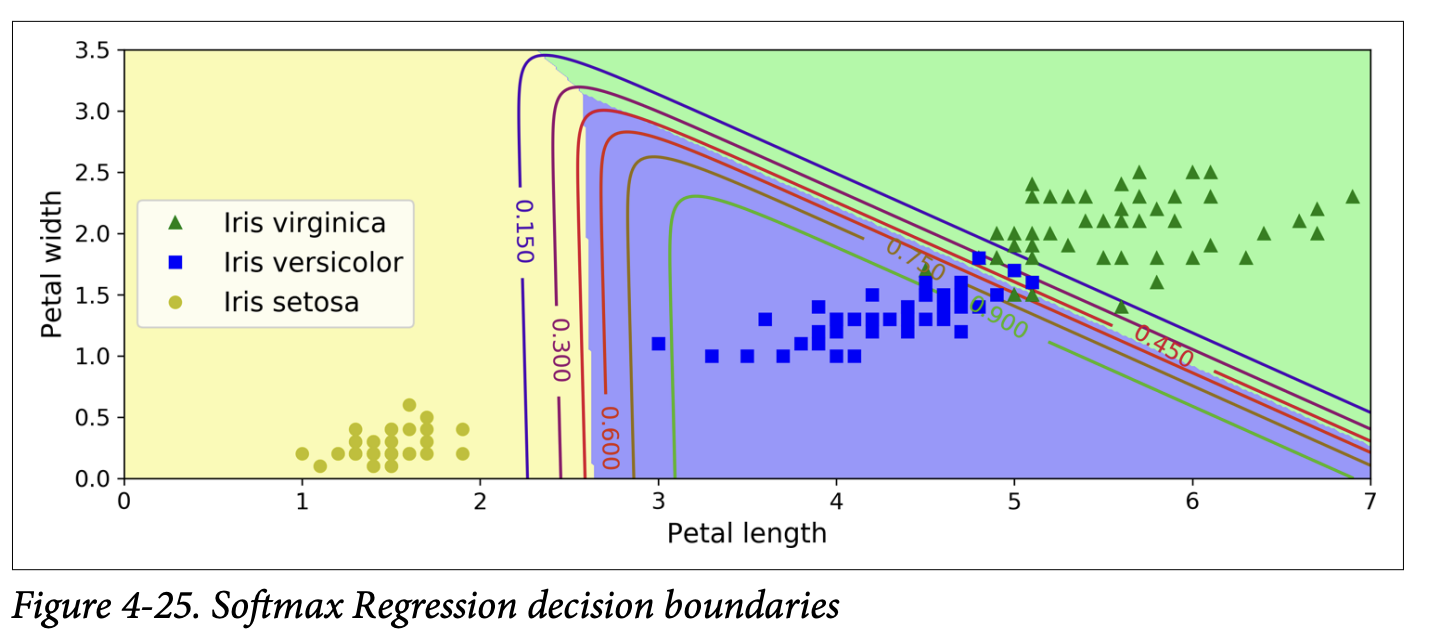 3.5
3.0
2.5
2.0
1.5
1.0
0.5
0.0
Petal width
Iris virginica
Iris versicolor
Iris setosa
0.150
0.300
0.600
0.750
0.900
0.450
0 1 2 3 4 5 6 7
Petal length
Figure 4-25. Softmax Regression decision boundaries